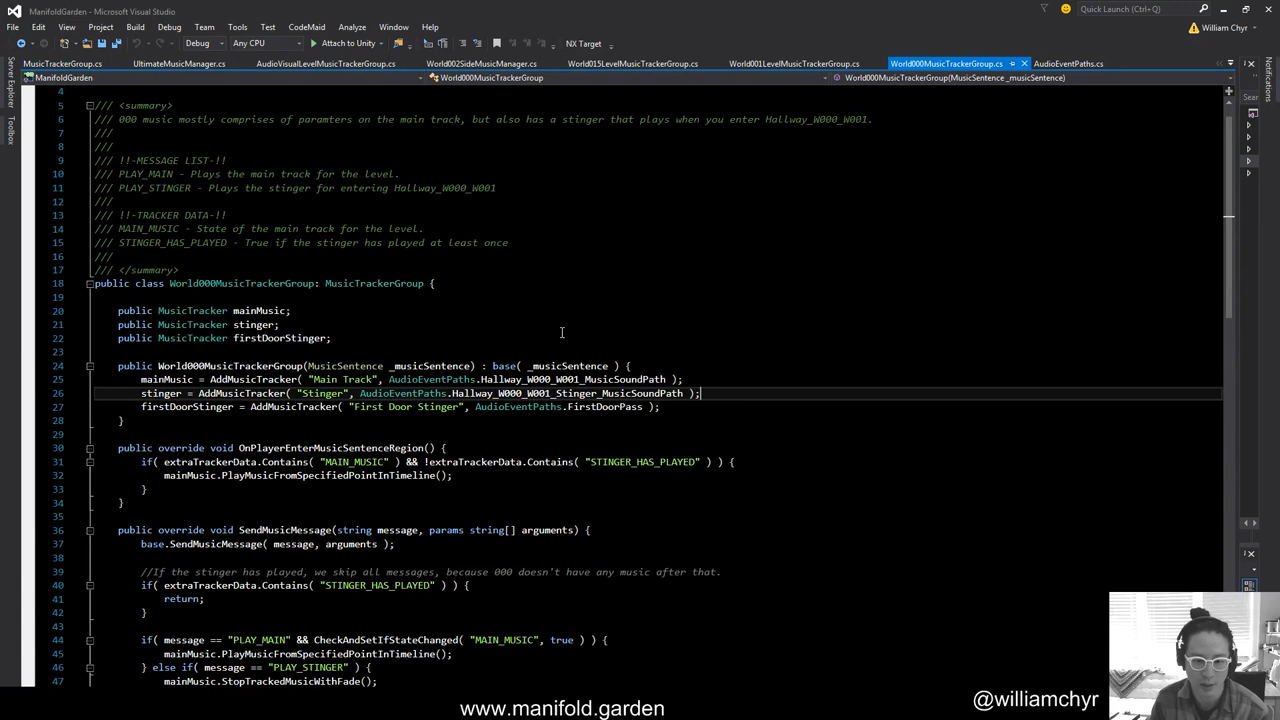 ManifoldGarden - Microsoft Visual Studio
Quick Launch (Ctrl+Q)
File Edit View Project Build Debug Team Tools Test CodeMaid Analyze Window Help
William Chyr
Debug Any CPU Attach to Unity NX Target
MusicTrackerGroup.cs UltimateMusicManager.cs AudioVisualLevelMusicTrackerGroup.cs World002SideMusicManager.cs World015LevelMusicTrackerGroup.cs World001LevelMusicTrackerGroup.cs World000MusicTrackerGroup.cs AudioEventPaths.cs
ManifoldGarden World000MusicTrackerGroup World000MusicTrackerGroup(MusicSentence _musicSentence)
Server Explorer
Toolbox
Notifications
Sear
4
5 /// <summary>
6 /// 000 music mostly comprises of paramters on the main track, but also has a stinger that plays when you enter Hallway_W000_W001.
7 ///
8 ///
9 /// !!-MESSAGE LIST-!!
10 /// PLAY_MAIN - Plays the main track for the level.
11 /// PLAY_STINGER - Plays the stinger for entering Hallway_W000_W001
12 ///
13 /// !!-TRACKER DATA-!!
14 /// MAIN_MUSIC - State of the main track for the level.
15 /// STINGER_HAS_PLAYED - True if the stinger has played at least once
16 ///
17 /// </summary>
18 public class World000MusicTrackerGroup: MusicTrackerGroup {
19
20 public MusicTracker mainMusic;
21 public MusicTracker stinger;
22 public MusicTracker firstDoorStinger;
23
24 public World000MusicTrackerGroup(MusicSentence _musicSentence) : base( _musicSentence ) {
25 mainMusic = AddMusicTracker( "Main Track", AudioEventPaths.Hallway_W000_W001_MusicSoundPath );
26 stinger = AddMusicTracker( "Stinger", AudioEventPaths.Hallway_W000_W001_Stinger_MusicSoundPath );
27 firstDoorStinger = AddMusicTracker( "First Door Stinger", AudioEventPaths.FirstDoorPass );
28 }
29
30 public override void OnPlayerEnterMusicSentenceRegion() {
31 if( extraTrackerData.Contains( "MAIN_MUSIC" ) && !extraTrackerData.Contains( "STINGER_HAS_PLAYED" ) ) {
32 mainMusic.PlayMusicFromSpecifiedPointInTimeline();
33 }
34 }
35
36 public override void SendMusicMessage(string message, params string[] arguments) {
37 base.SendMusicMessage( message, arguments );
38
39 //If the stinger has played, we skip all messages, because 000 doesn't have any music after that.
40 if( extraTrackerData.Contains( "STINGER_HAS_PLAYED" ) ) {
41 return;
42 }
43
44 if( message == "PLAY_MAIN" && CheckAndSetIfStateChanged( "MAIN_MUSIC", true ) ) {
45 mainMusic.PlayMusicFromSpecifiedPointInTimeline();
46 } else if( message == "PLAY_STINGER" ) {
47 mainMusic.StopTrackedMusicWithFade();
www.manifold.garden
@williamchyr